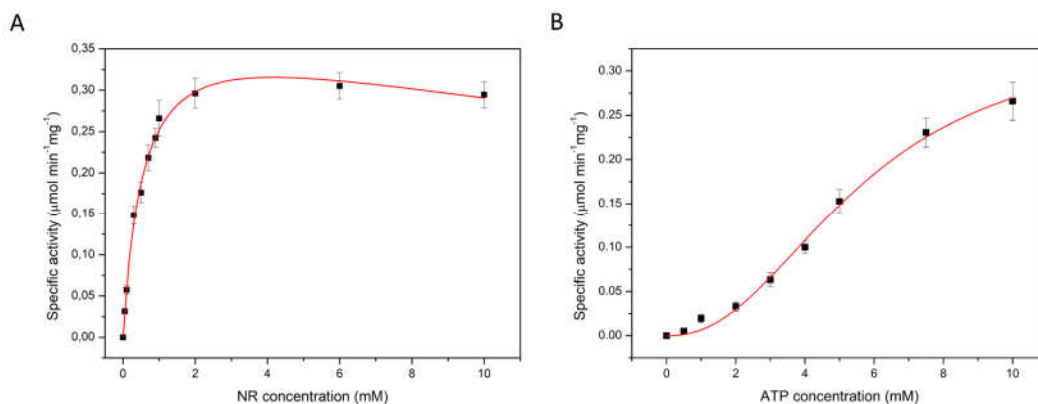 A
B
0,35
0,30
0,25
0,20
0,15
0,10
0,05
0,00
Specific activity (μmol min⁻¹mg⁻¹)
0 2 4 6 8 10
NR concentration (mM)
0.30
0.25
0.20
0.15
0.10
0.05
0.00
Specific activity (μmol min⁻¹mg⁻¹)
0 2 4 6 8 10
ATP concentration (mM)